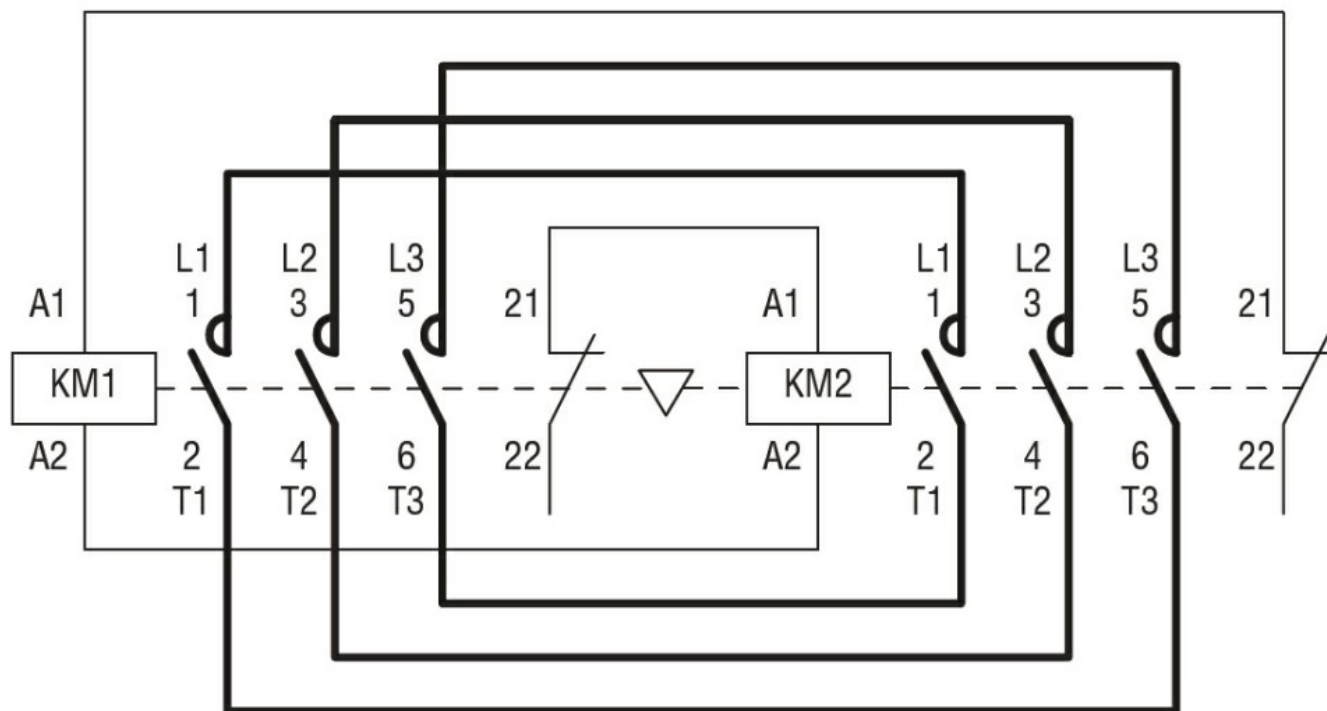 L1 L2 L3 L1 L2 L3
A1 1 3 5 21 A1 1 3 5 21
KM1 KM2
A2 2 4 6 22 A2 2 4 6 22
T1 T2 T3 T1 T2 T3